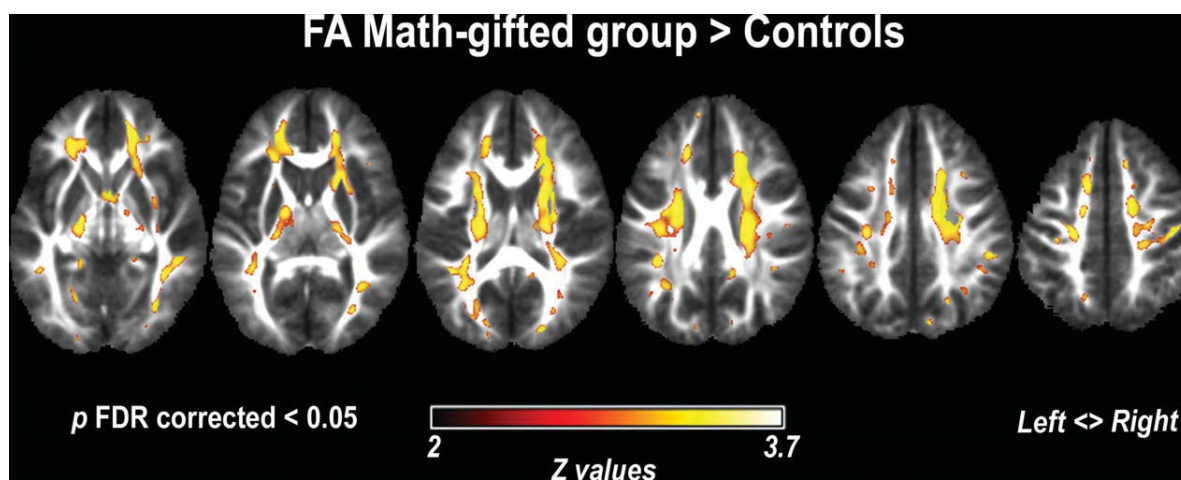 FA Math-gifted group > Controls
p FDR corrected < 0.05
2
3.7
Z values
Left <> Right